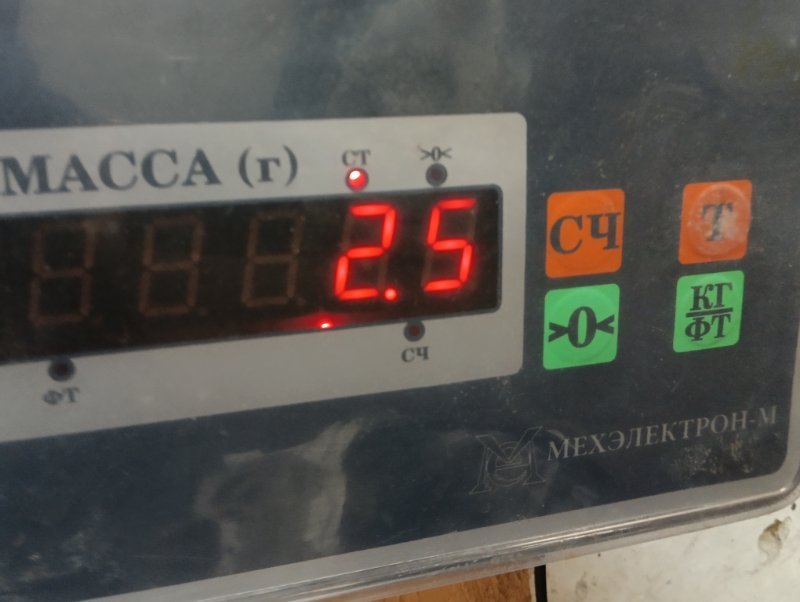 МАССА (г)
СТ
>0<
2.5
СЧ
Т
>0<
КГ
ФТ
СЧ
ФТ
МЕХЭЛЕКТРОН-М